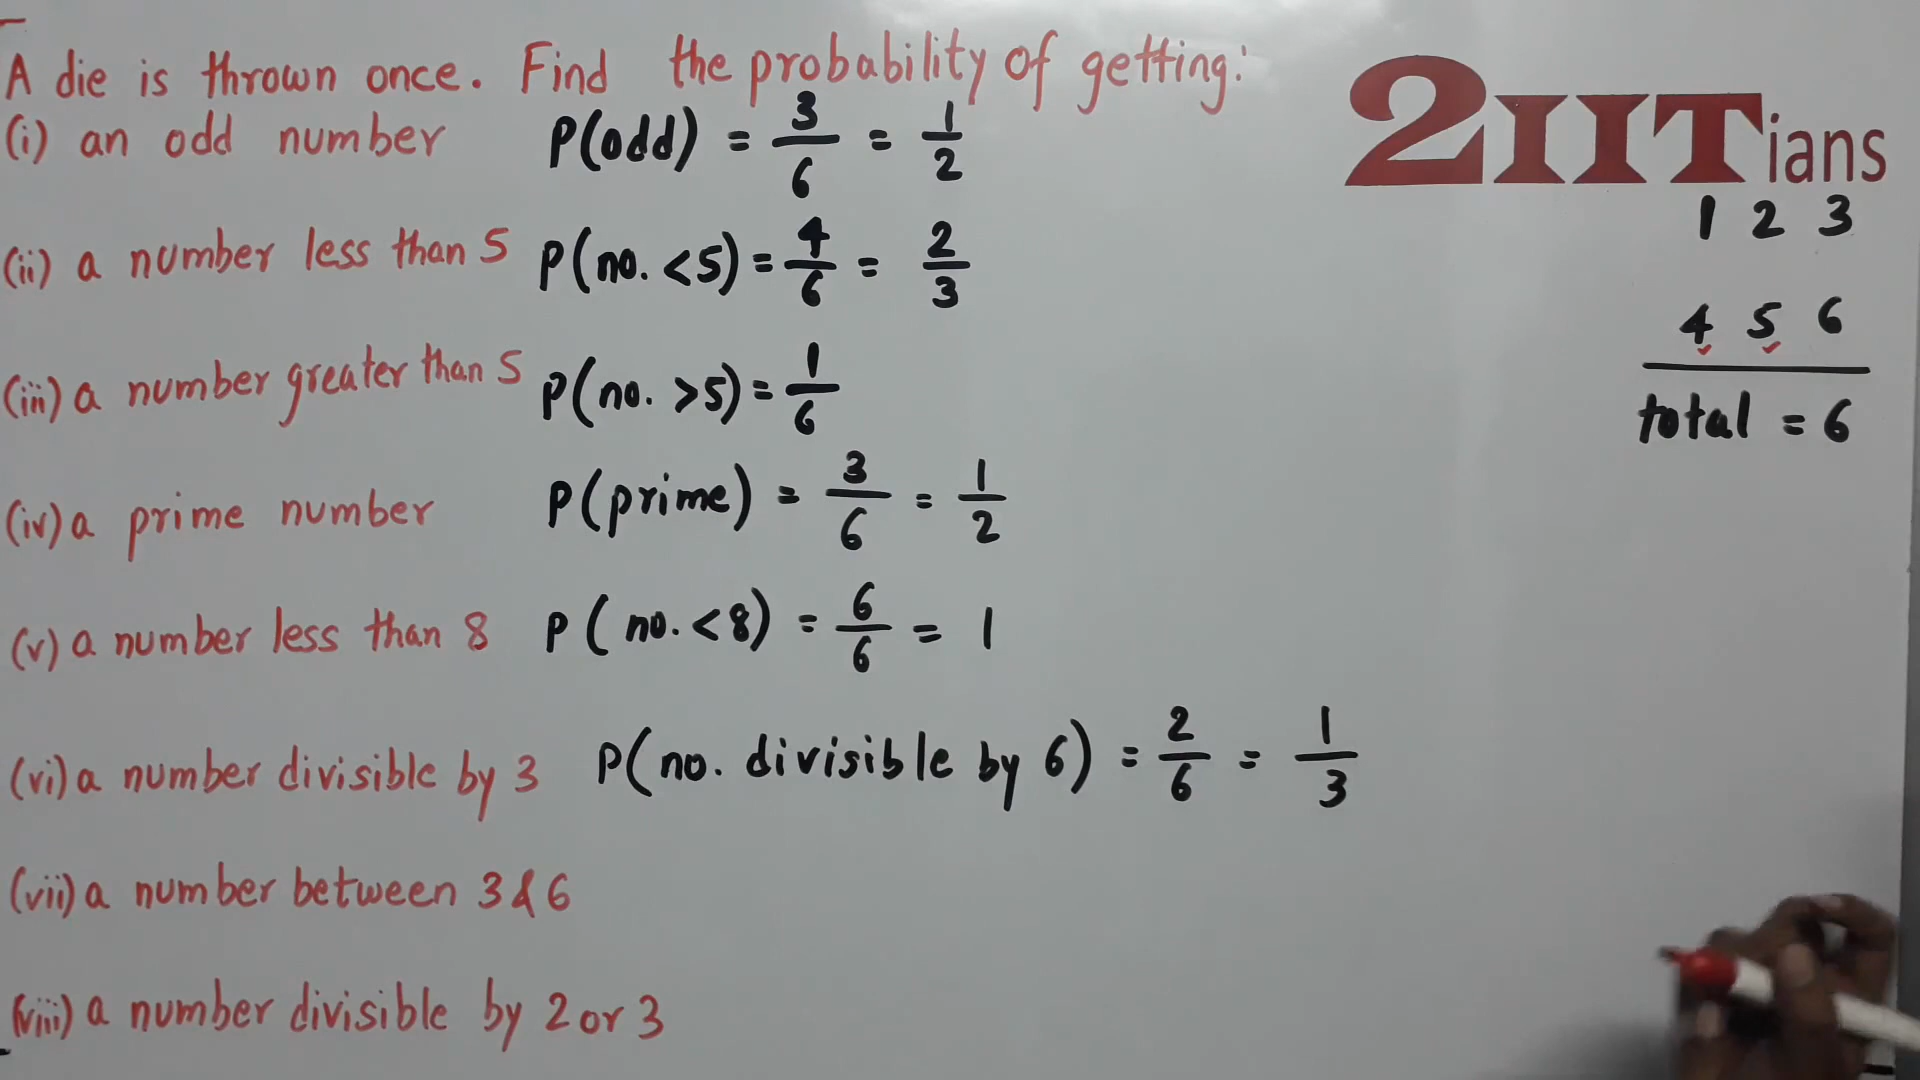 A die is thrown once. Find the probability of getting:
2IITians
(i) an odd number P(odd) = 3/6 = 1/2
1 2 3
(ii) a number less than 5 P(no. <5) = 4/6 = 2/3
4 5 6
(iii) a number greater than 5 P(no. >5) = 1/6
total = 6
(iv) a prime number P(prime) = 3/6 = 1/2
(v) a number less than 8 P( no. <8) = 6/6 = 1
(vi) a number divisible by 3 P( no. divisible by 6) = 2/6 = 1/3
(vii) a number between 3 & 6
(viii) a number divisible by 2 or 3